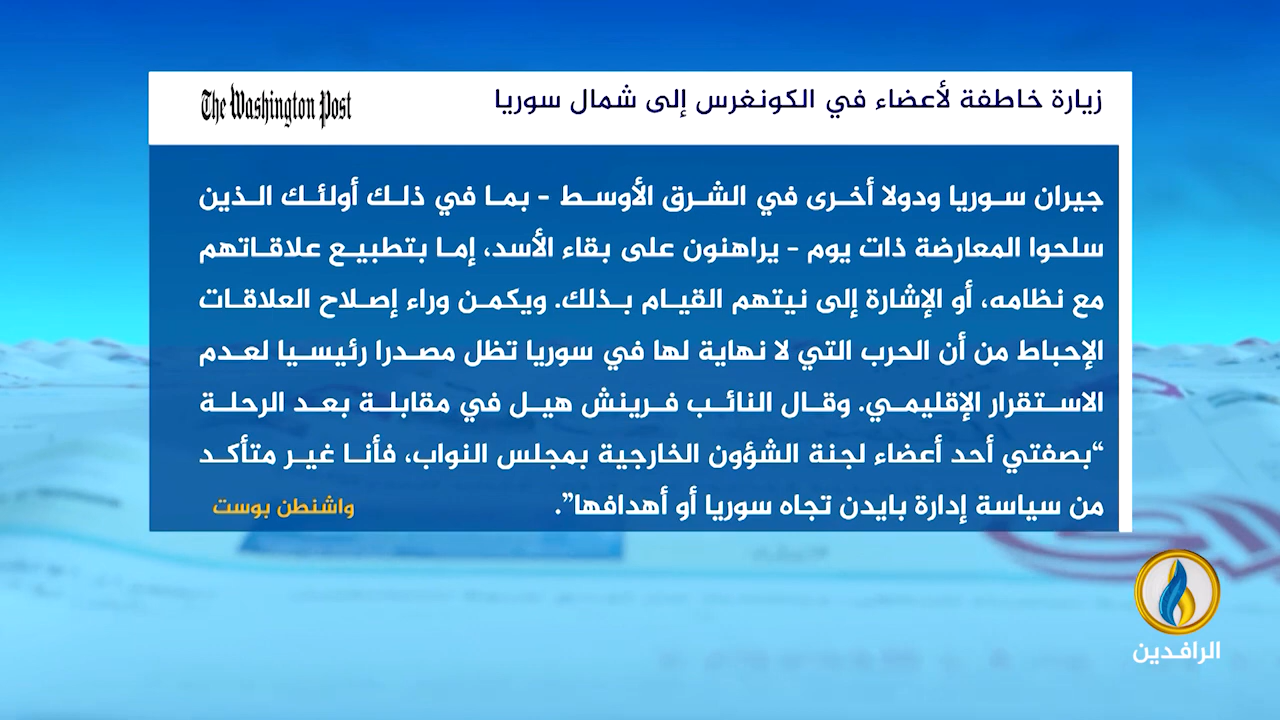 زيارة خاطفة لأعضاء في الكونغرس إلى شمال سوريا
The Washington Post
جيران سوريا ودولا أخرى في الشرق الأوسط - بما في ذلك أولئك الذين
سلحوا المعارضة ذات يوم - يراهنون على بقاء الأسد، إما بتطبيع علاقاتهم
مع نظامه، أو الإشارة إلى نيتهم القيام بذلك. ويكمن وراء إصلاح العلاقات
الإحباط من أن الحرب التي لا نهاية لها في سوريا تظل مصدرا رئيسيا لعدم
الاستقرار الإقليمي. وقال النائب فرينش هيل في مقابلة بعد الرحلة
“بصفتي أحد أعضاء لجنة الشؤون الخارجية بمجلس النواب، فأنا غير متأكد
من سياسة إدارة بايدن تجاه سوريا أو أهدافها”.
واشنطن بوست
الرافدين